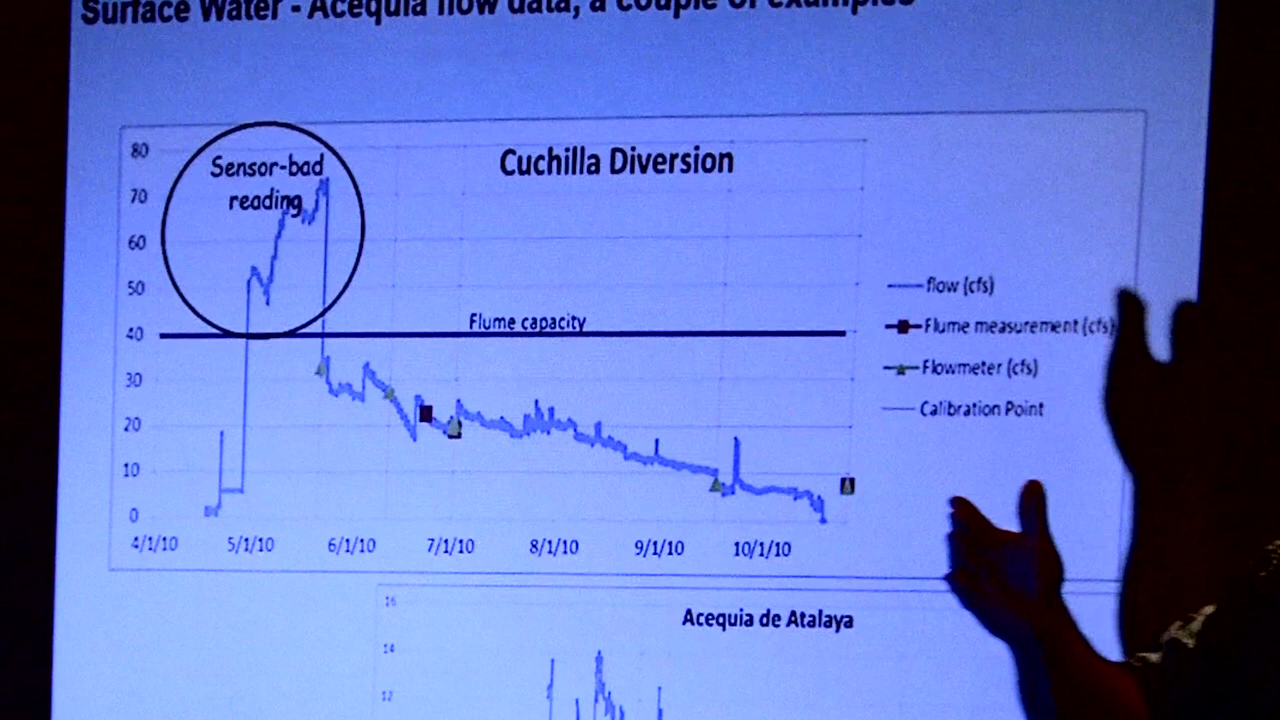 Surface Water - Acequia flow data, a couple of examples
Cuchilla Diversion
Sensor-bad
reading
80
70
60
50
40
30
20
10
0
Flume capacity
flow (cfs)
Flume measurement (cfs)
Flowmeter (cfs)
Calibration Point
4/1/10 5/1/10 6/1/10 7/1/10 8/1/10 9/1/10 10/1/10
Acequia de Atalaya
16
14
12